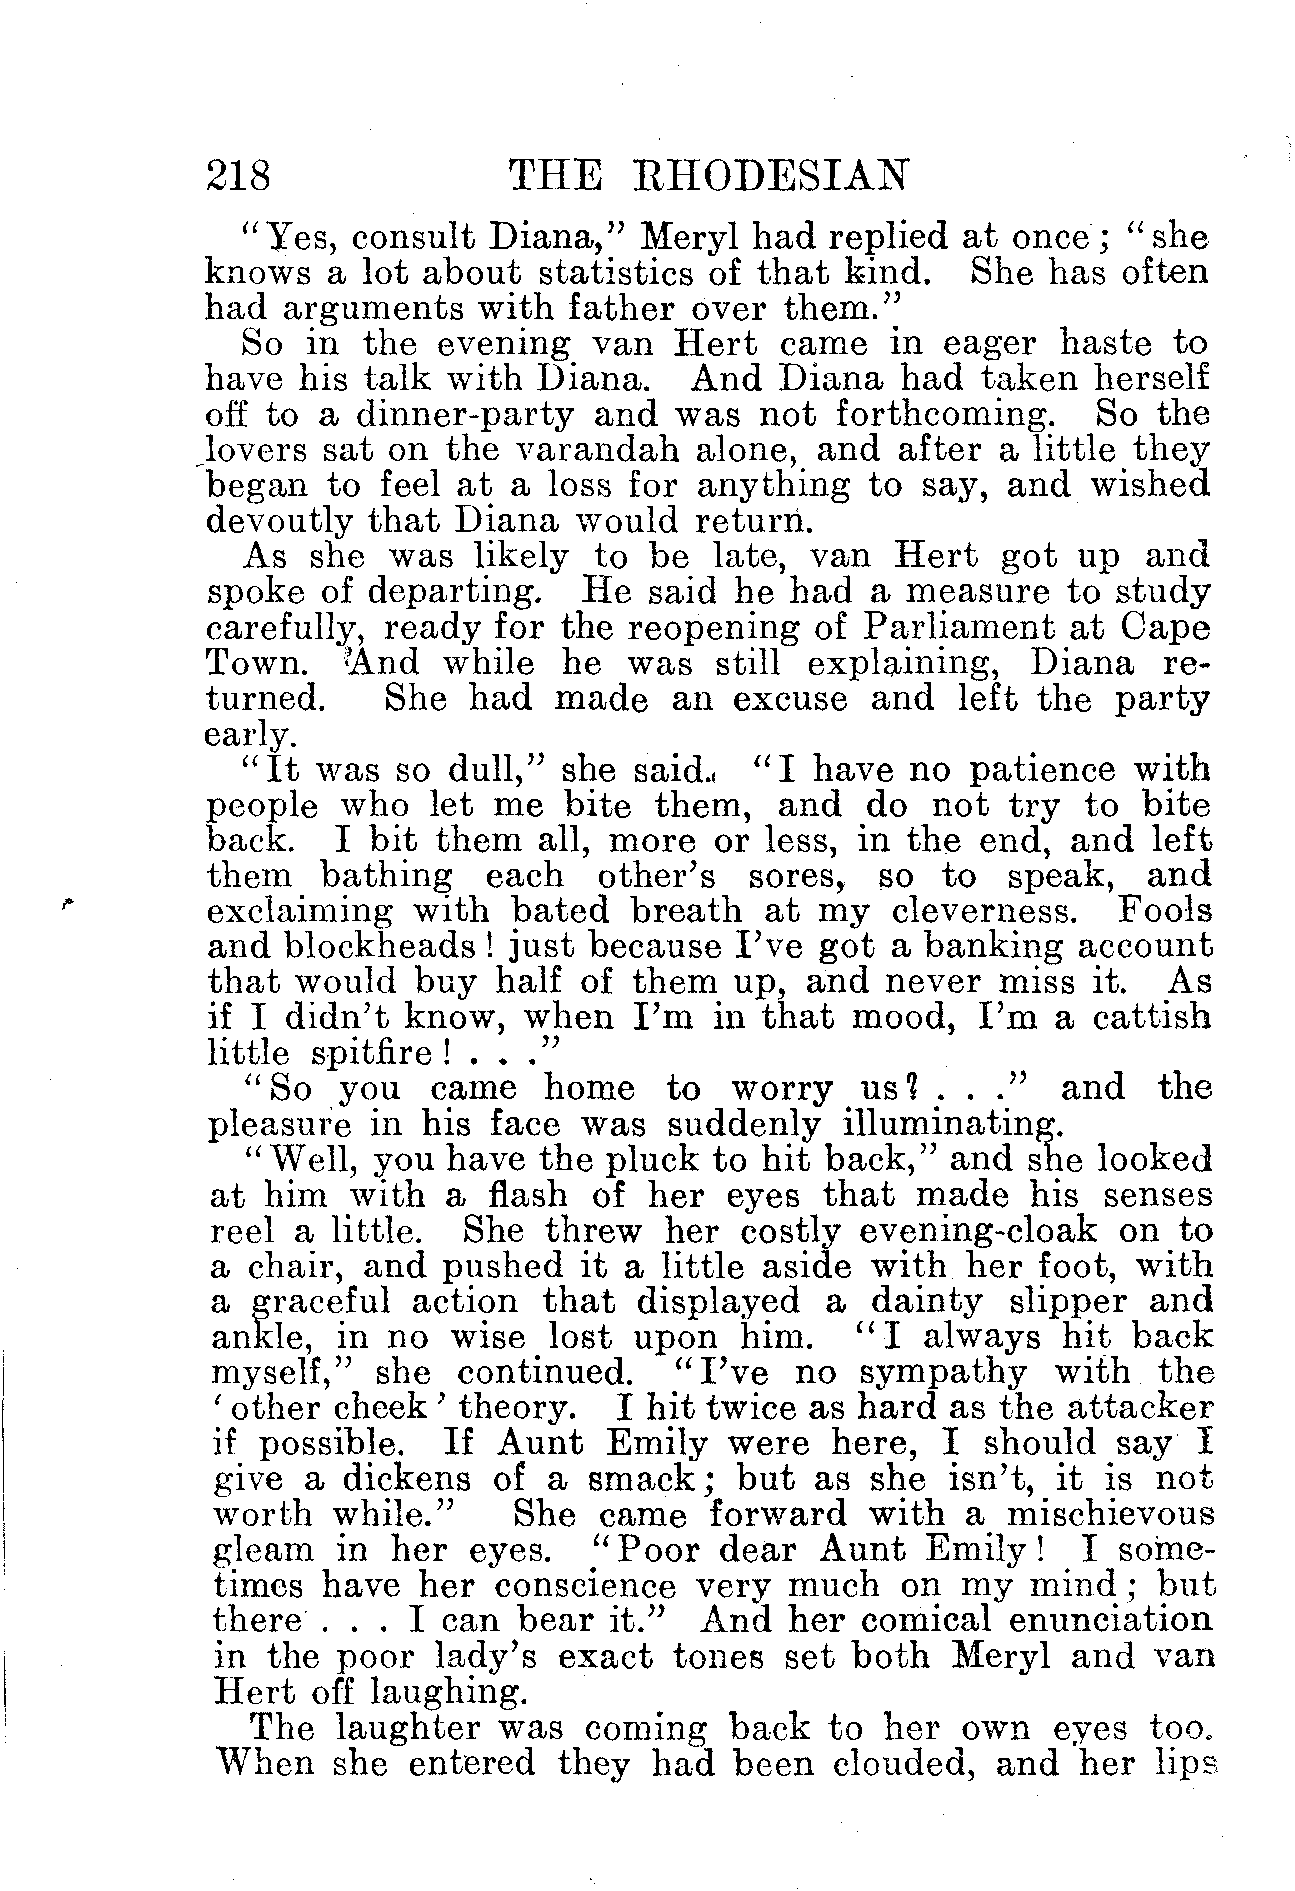 218 THE RHODESIAN
"Yes, consult Diana," Meryl had replied at once; "she
knows a lot about statistics of that kind. She has often
had arguments with father over them."
So in the evening van Hert came in eager haste to
have his talk with Diana. And Diana had taken herself
off to a dinner-party and was not forthcoming. So the
lovers sat on the varandah alone, and after a little they
began to feel at a loss for anything to say, and wished
devoutly that Diana would return.
As she was likely to be late, van Hert got up and
spoke of departing. He said he had a measure to study
carefully, ready for the reopening of Parliament at Cape
Town. And while he was still explaining, Diana re-
turned. She had made an excuse and left the party
early.
"It was so dull," she said. "I have no patience with
people who let me bite them, and do not try to bite
back. I bit them all, more or less, in the end, and left
them bathing each other's sores, so to speak, and
exclaiming with bated breath at my cleverness. Fools
and blockheads! just because I've got a banking account
that would buy half of them up, and never miss it. As
if I didn't know, when I'm in that mood, I'm a cattish
little spitfire! . . ."
"So you came home to worry us? . . ." and the
pleasure in his face was suddenly illuminating.
"Well, you have the pluck to hit back," and she looked
at him with a flash of her eyes that made his senses
reel a little. She threw her costly evening-cloak on to
a chair, and pushed it a little aside with her foot, with
a graceful action that displayed a dainty slipper and
ankle, in no wise lost upon him. "I always hit back
myself," she continued. "I've no sympathy with the
'other cheek' theory. I hit twice as hard as the attacker
if possible. If Aunt Emily were here, I should say I
give a dickens of a smack; but as she isn't, it is not
worth while." She came forward with a mischievous
gleam in her eyes. "Poor dear Aunt Emily! I some-
times have her conscience very much on my mind; but
there . . . I can bear it." And her comical enunciation
in the poor lady's exact tones set both Meryl and van
Hert off laughing.
The laughter was coming back to her own eyes too.
When she entered they had been clouded, and her lips